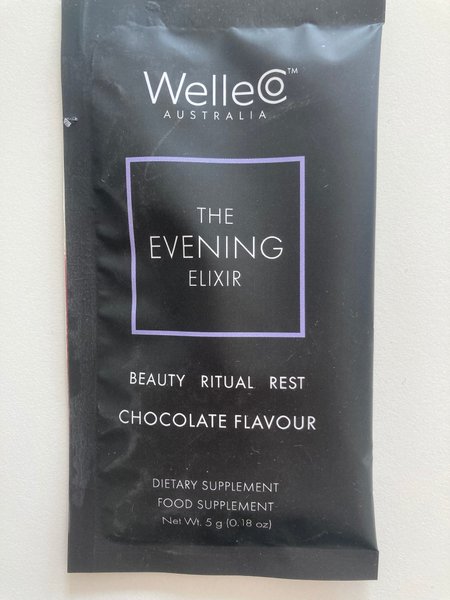 WelleCo™
AUSTRALIA
THE
EVENING
ELIXIR
BEAUTY RITUAL REST
CHOCOLATE FLAVOUR
DIETARY SUPPLEMENT
FOOD SUPPLEMENT
Net Wt. 5 g (0.18 oz)